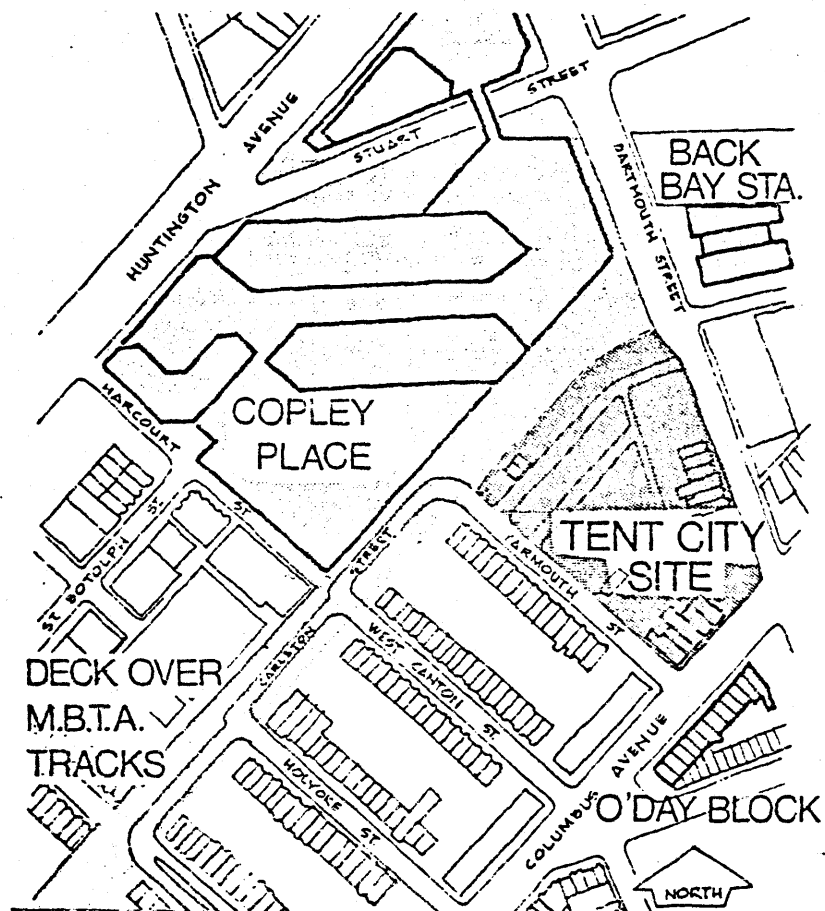 STREET
HUNTINGTON AVENUE
STUART
BACK
BAY STA.
DARTMOUTH STREET
COPLEY
PLACE
HARCOURT
ST
ST. BOTOLPH ST.
TENT CITY
SITE
YARMOUTH
ST
STREET
CARLETON
WEST CANTON ST.
DECK OVER
M.B.T.A.
TRACKS
HOLYOKE ST
COLUMBUS AVENUE
O'DAY BLOCK
NORTH